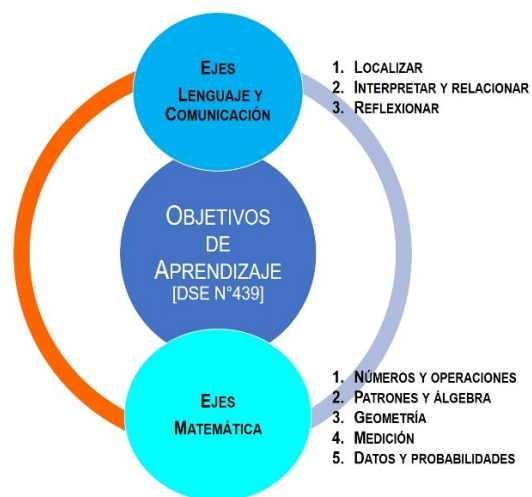 Ejes
Lenguaje y
Comunicación
1. Localizar
2. Interpretar y relacionar
3. Reflexionar
Objetivos
de
Aprendizaje
[DSE N°439]
Ejes
Matemática
1. Números y operaciones
2. Patrones y álgebra
3. Geometría
4. Medición
5. Datos y probabilidades